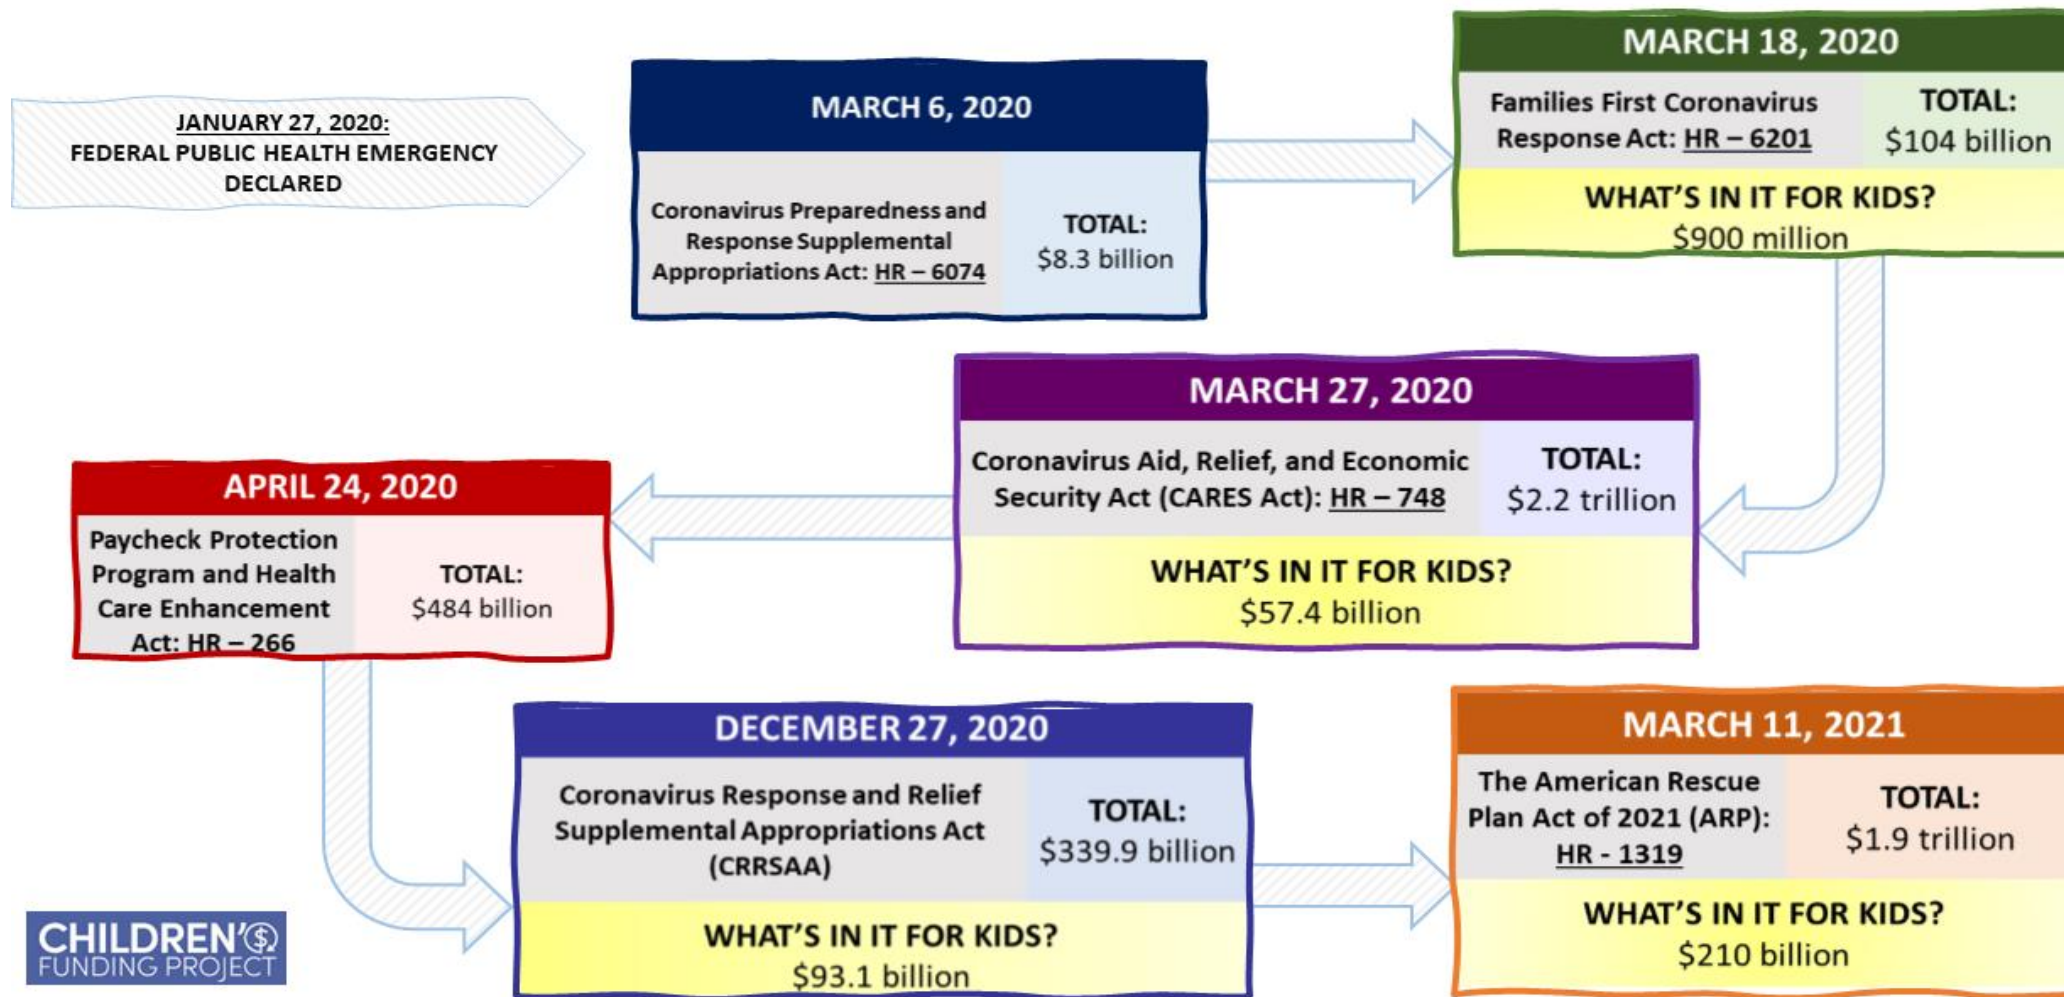 JANUARY 27, 2020:
FEDERAL PUBLIC HEALTH EMERGENCY
DECLARED
MARCH 6, 2020
Coronavirus Preparedness and
Response Supplemental
Appropriations Act: HR – 6074
TOTAL:
$8.3 billion
MARCH 18, 2020
Families First Coronavirus
Response Act: HR – 6201
TOTAL:
$104 billion
WHAT'S IN IT FOR KIDS?
$900 million
MARCH 27, 2020
Coronavirus Aid, Relief, and Economic
Security Act (CARES Act): HR – 748
TOTAL:
$2.2 trillion
WHAT'S IN IT FOR KIDS?
$57.4 billion
APRIL 24, 2020
Paycheck Protection
Program and Health
Care Enhancement
Act: HR – 266
TOTAL:
$484 billion
DECEMBER 27, 2020
Coronavirus Response and Relief
Supplemental Appropriations Act
(CRRSAA)
TOTAL:
$339.9 billion
WHAT'S IN IT FOR KIDS?
$93.1 billion
MARCH 11, 2021
The American Rescue
Plan Act of 2021 (ARP):
HR - 1319
TOTAL:
$1.9 trillion
WHAT'S IN IT FOR KIDS?
$210 billion
CHILDREN'$
FUNDING PROJECT